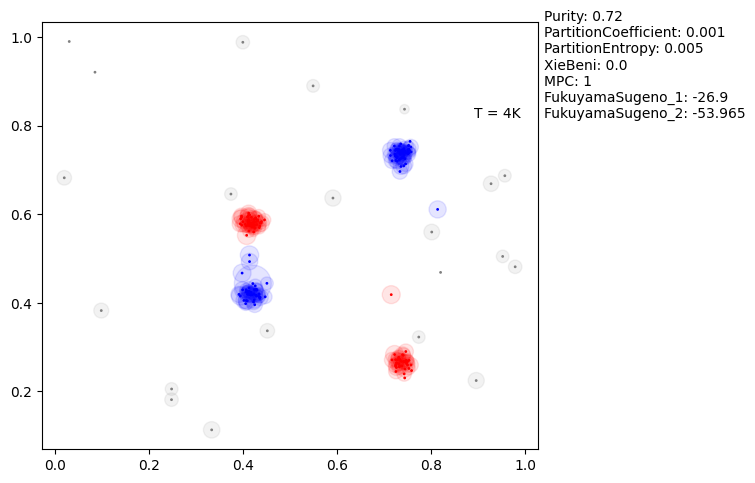 Purity: 0.72
PartitionCoefficient: 0.001
PartitionEntropy: 0.005
XieBeni: 0.0
MPC: 1
FukuyamaSugeno_1: -26.9
FukuyamaSugeno_2: -53.965
T = 4K
1.0
0.8
0.6
0.4
0.2
0.0
0.2
0.4
0.6
0.8
1.0